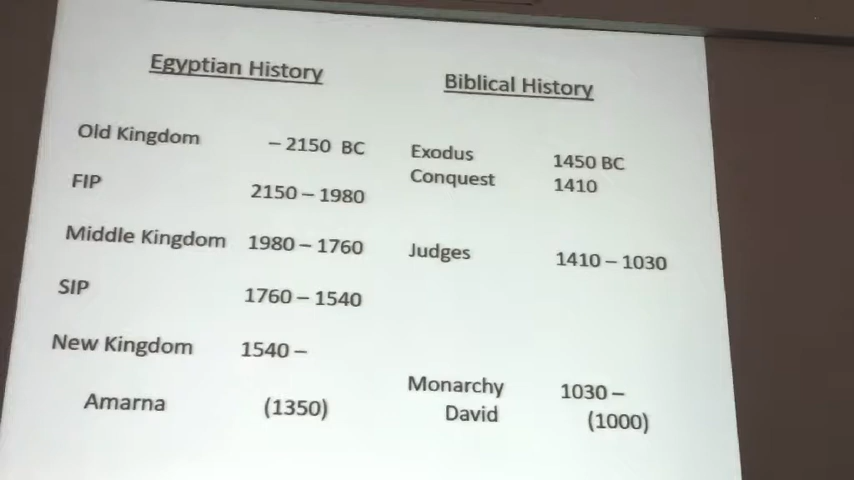 Egyptian History
Old Kingdom – 2150 BC
FIP 2150 – 1980
Middle Kingdom 1980 – 1760
SIP 1760 – 1540
New Kingdom 1540 –
Amarna (1350)
Biblical History
Exodus 1450 BC
Conquest 1410
Judges 1410 – 1030
Monarchy 1030 –
David (1000)